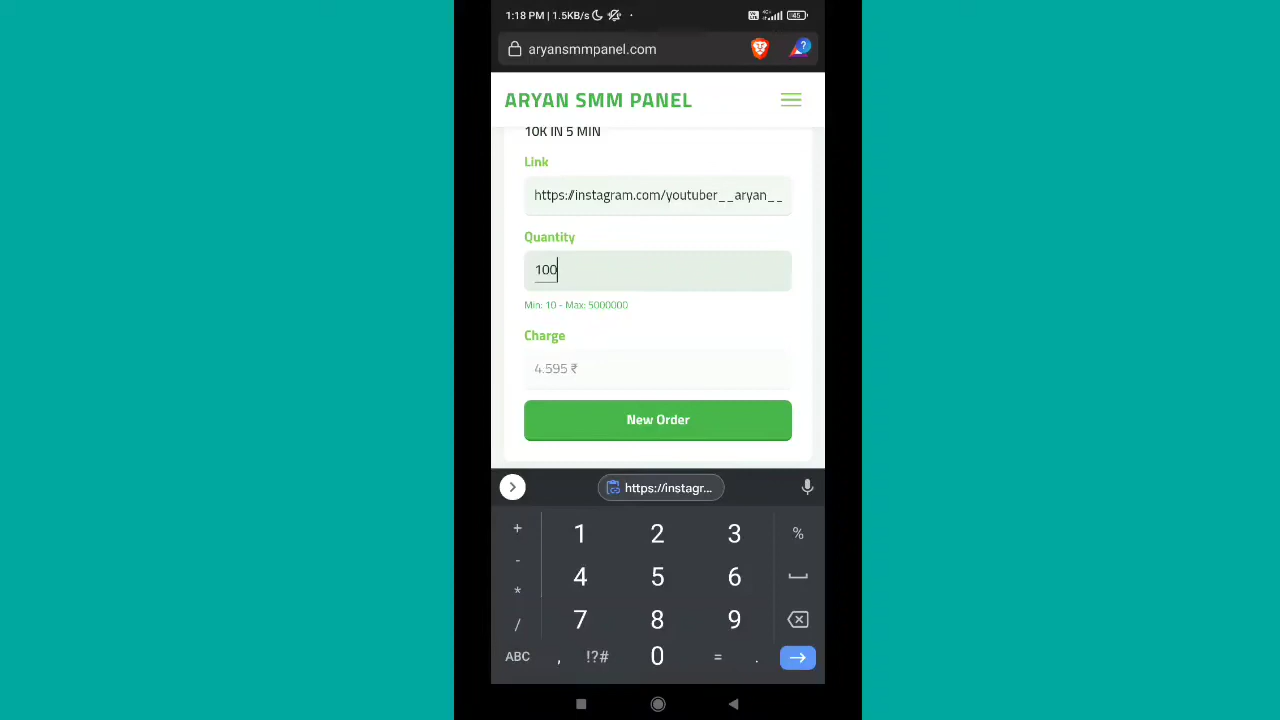 1:18 PM | 1.5KB/s
4G 45
aryansmmpanel.com
?
ARYAN SMM PANEL
10K IN 5 MIN
Link
https://instagram.com/youtuber__aryan__
Quantity
100
Min: 10 - Max: 5000000
Charge
4.595 ₹
New Order
https://instagr...
+ 1 2 3 %
- 4 5 6
* 7 8 9
/
ABC , !?# 0 = .